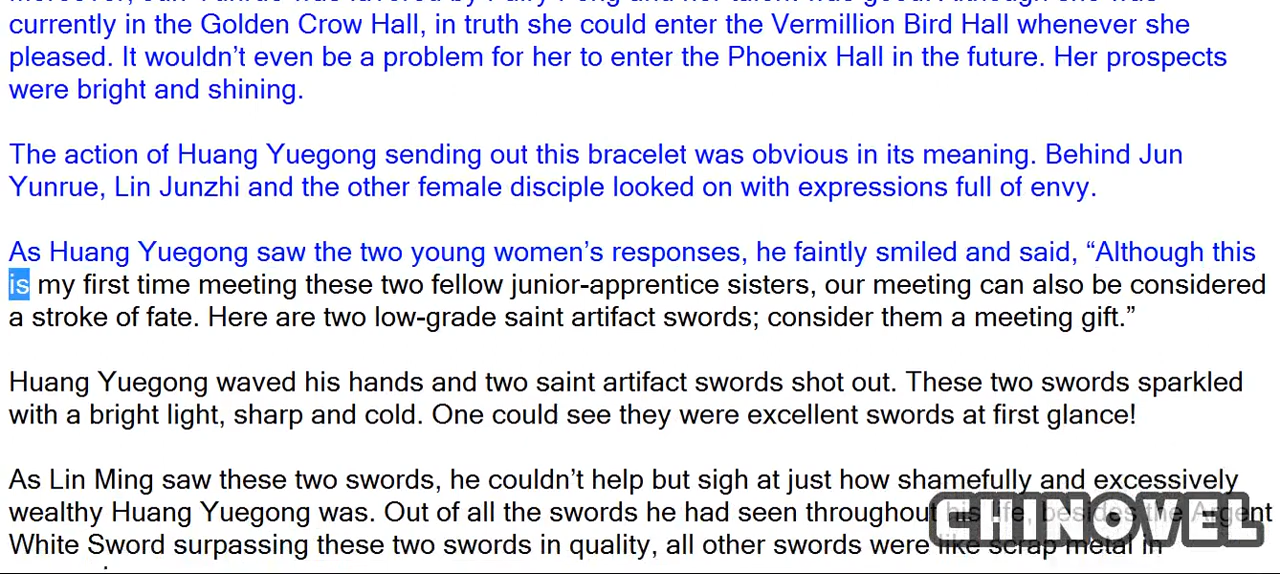 currently in the Golden Crow Hall, in truth she could enter the Vermillion Bird Hall whenever she
pleased. It wouldn’t even be a problem for her to enter the Phoenix Hall in the future. Her prospects
were bright and shining.
The action of Huang Yuegong sending out this bracelet was obvious in its meaning. Behind Jun
Yunrue, Lin Junzhi and the other female disciple looked on with expressions full of envy.
As Huang Yuegong saw the two young women’s responses, he faintly smiled and said, “Although this
is my first time meeting these two fellow junior-apprentice sisters, our meeting can also be considered
a stroke of fate. Here are two low-grade saint artifact swords; consider them a meeting gift.”
Huang Yuegong waved his hands and two saint artifact swords shot out. These two swords sparkled
with a bright light, sharp and cold. One could see they were excellent swords at first glance!
As Lin Ming saw these two swords, he couldn’t help but sigh at just how shamefully and excessively
wealthy Huang Yuegong was. Out of all the swords he had seen throughout his life, besides the Argent
White Sword surpassing these two swords in quality, all other swords were like scrap metal in
CHINOVEL